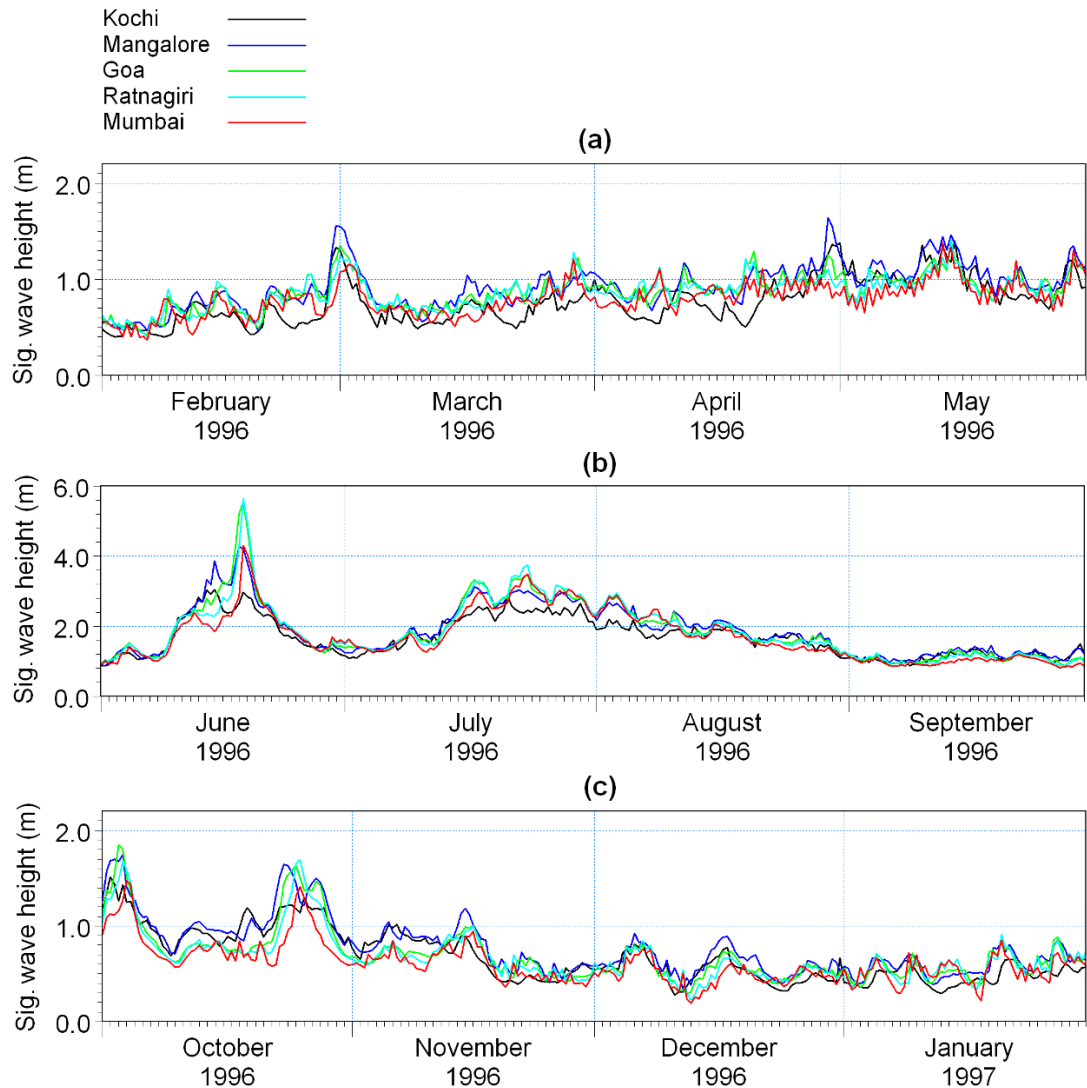 Kochi
Mangalore
Goa
Ratnagiri
Mumbai
(a)
Sig. wave height (m)
2.0
1.0
0.0
February March April May
1996 1996 1996 1996
(b)
Sig. wave height (m)
6.0
4.0
2.0
0.0
June July August September
1996 1996 1996 1996
(c)
Sig. wave height (m)
2.0
1.0
0.0
October November December January
1996 1996 1996 1997